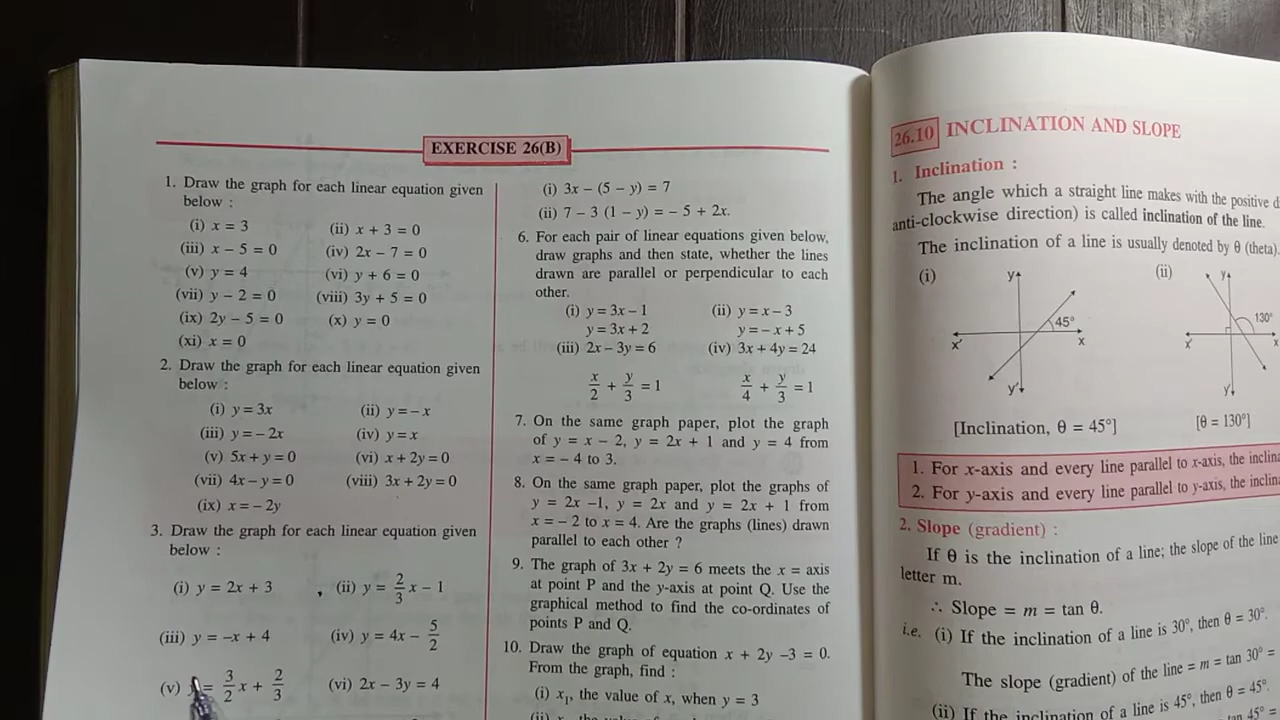 EXERCISE 26(B)
1. Draw the graph for each linear equation given
below :
(i) x = 3 (ii) x + 3 = 0
(iii) x − 5 = 0 (iv) 2x − 7 = 0
(v) y = 4 (vi) y + 6 = 0
(vii) y − 2 = 0 (viii) 3y + 5 = 0
(ix) 2y − 5 = 0 (x) y = 0
(xi) x = 0
2. Draw the graph for each linear equation given
below :
(i) y = 3x (ii) y = − x
(iii) y = − 2x (iv) y = x
(v) 5x + y = 0 (vi) x + 2y = 0
(vii) 4x − y = 0 (viii) 3x + 2y = 0
(ix) x = − 2y
3. Draw the graph for each linear equation given
below :
(i) y = 2x + 3 (ii) y = 2/3 x − 1
(iii) y = −x + 4 (iv) y = 4x − 5/2
(v) = 3/2 x + 2/3 (vi) 2x − 3y = 4
(i) 3x − (5 − y) = 7
(ii) 7 − 3 (1 − y) = − 5 + 2x.
6. For each pair of linear equations given below,
draw graphs and then state, whether the lines
drawn are parallel or perpendicular to each
other.
(i) y = 3x − 1 (ii) y = x − 3
y = 3x + 2 y = − x + 5
(iii) 2x − 3y = 6 (iv) 3x + 4y = 24
x/2 + y/3 = 1 x/4 + y/3 = 1
7. On the same graph paper, plot the graph
of y = x − 2, y = 2x + 1 and y = 4 from
x = − 4 to 3.
8. On the same graph paper, plot the graphs of
y = 2x −1, y = 2x and y = 2x + 1 from
x = − 2 to x = 4. Are the graphs (lines) drawn
parallel to each other ?
9. The graph of 3x + 2y = 6 meets the x = axis
at point P and the y-axis at point Q. Use the
graphical method to find the co-ordinates of
points P and Q.
10. Draw the graph of equation x + 2y −3 = 0.
From the graph, find :
(i) x₁, the value of x, when y = 3
(ii) the value of
26.10 INCLINATION AND SLOPE
1. Inclination :
The angle which a straight line makes with the positive
anti-clockwise direction) is called inclination of the line.
The inclination of a line is usually denoted by θ (theta).
(i) (ii)
y y
45° 130°
x' x x' x
y' y'
[Inclination, θ = 45°] [θ = 130°]
1. For x-axis and every line parallel to x-axis, the
2. For y-axis and every line parallel to y-axis, the
2. Slope (gradient) :
If θ is the inclination of a line; the slope of the line
letter m.
∴ Slope = m = tan θ.
i.e. (i) If the inclination of a line is 30°, then θ = 30°.
The slope (gradient) of the line = m = tan 30° =
(ii) If the inclination of a line is 45°, then θ = 45°.
tan 45° =